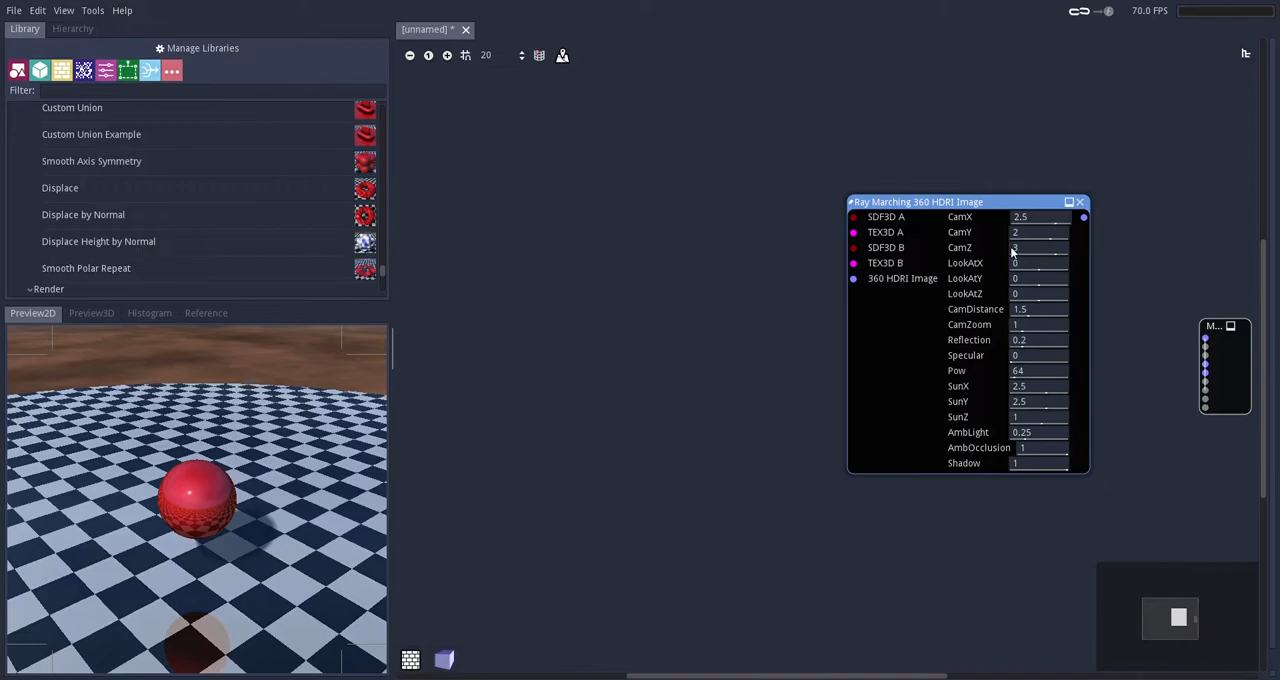 File Edit View Tools Help
70.0 FPS
Library Hierarchy
[unnamed] *
Manage Libraries
20
Filter:
Custom Union
Custom Union Example
Smooth Axis Symmetry
Displace
Displace by Normal
Displace Height by Normal
Smooth Polar Repeat
Render
Preview2D Preview3D Histogram Reference
Ray Marching 360 HDRI Image
SDF3D A CamX 2.5
TEX3D A CamY 2
SDF3D B CamZ 3
TEX3D B LookAtX 0
360 HDRI Image LookAtY 0
LookAtZ 0
CamDistance 1.5
CamZoom 1
Reflection 0.2
Specular 0
Pow 64
SunX 2.5
SunY 2.5
SunZ 1
AmbLight 0.25
AmbOcclusion 1
Shadow 1
M...